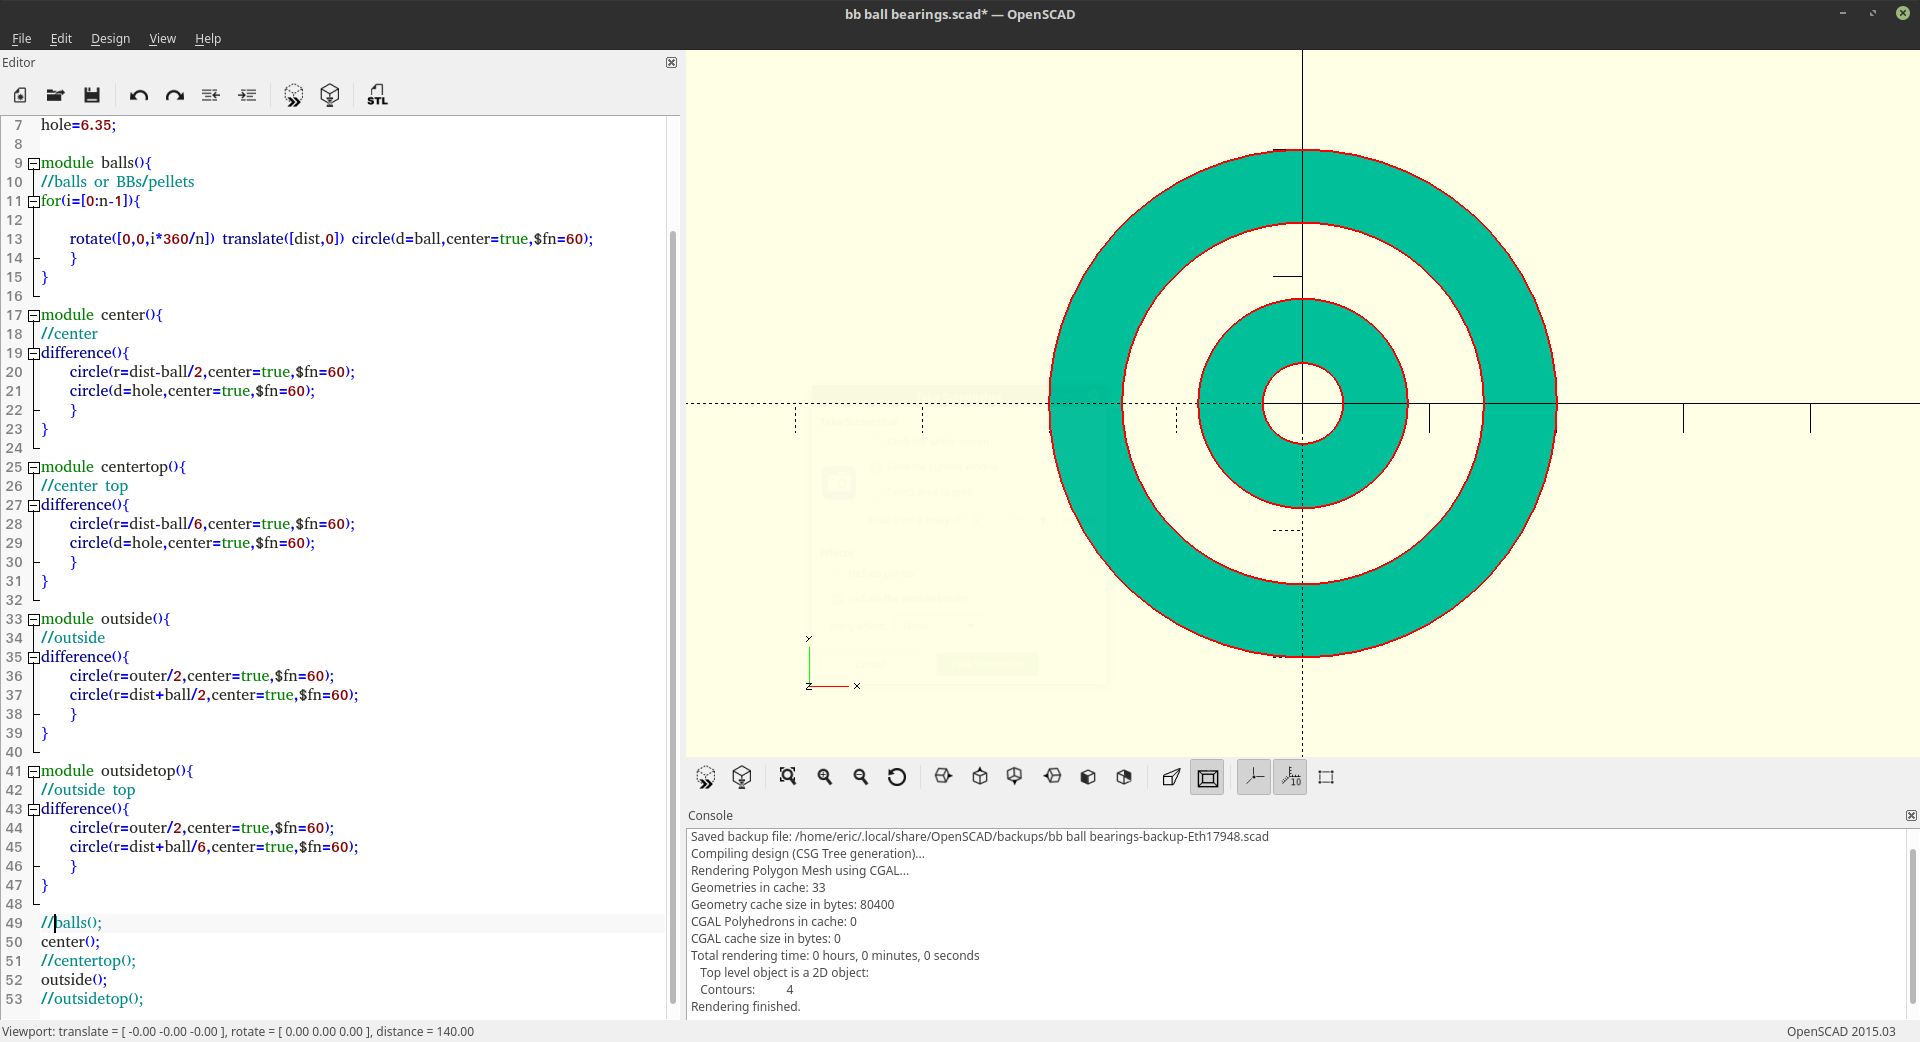 bb ball bearings.scad* — OpenSCAD
File Edit Design View Help
Editor
STL
7 hole=6.35;
8
9 module balls(){
10 //balls or BBs/pellets
11 for(i=[0:n-1]){
12
13 rotate([0,0,i*360/n]) translate([dist,0]) circle(d=ball,center=true,$fn=60);
14 }
15 }
16
17 module center(){
18 //center
19 difference(){
20 circle(r=dist-ball/2,center=true,$fn=60);
21 circle(d=hole,center=true,$fn=60);
22 }
23 }
24
25 module centertop(){
26 //center top
27 difference(){
28 circle(r=dist-ball/6,center=true,$fn=60);
29 circle(d=hole,center=true,$fn=60);
30 }
31 }
32
33 module outside(){
34 //outside
35 difference(){
36 circle(r=outer/2,center=true,$fn=60);
37 circle(r=dist+ball/2,center=true,$fn=60);
38 }
39 }
40
41 module outsidetop(){
42 //outside top
43 difference(){
44 circle(r=outer/2,center=true,$fn=60);
45 circle(r=dist+ball/6,center=true,$fn=60);
46 }
47 }
48
49 //balls();
50 center();
51 //centertop();
52 outside();
53 //outsidetop();
Y
Z X
10
Console
Saved backup file: /home/eric/.local/share/OpenSCAD/backups/bb ball bearings-backup-Eth17948.scad
Compiling design (CSG Tree generation)...
Rendering Polygon Mesh using CGAL...
Geometries in cache: 33
Geometry cache size in bytes: 80400
CGAL Polyhedrons in cache: 0
CGAL cache size in bytes: 0
Total rendering time: 0 hours, 0 minutes, 0 seconds
Top level object is a 2D object:
Contours: 4
Rendering finished.
Viewport: translate = [ -0.00 -0.00 -0.00 ], rotate = [ 0.00 0.00 0.00 ], distance = 140.00
OpenSCAD 2015.03